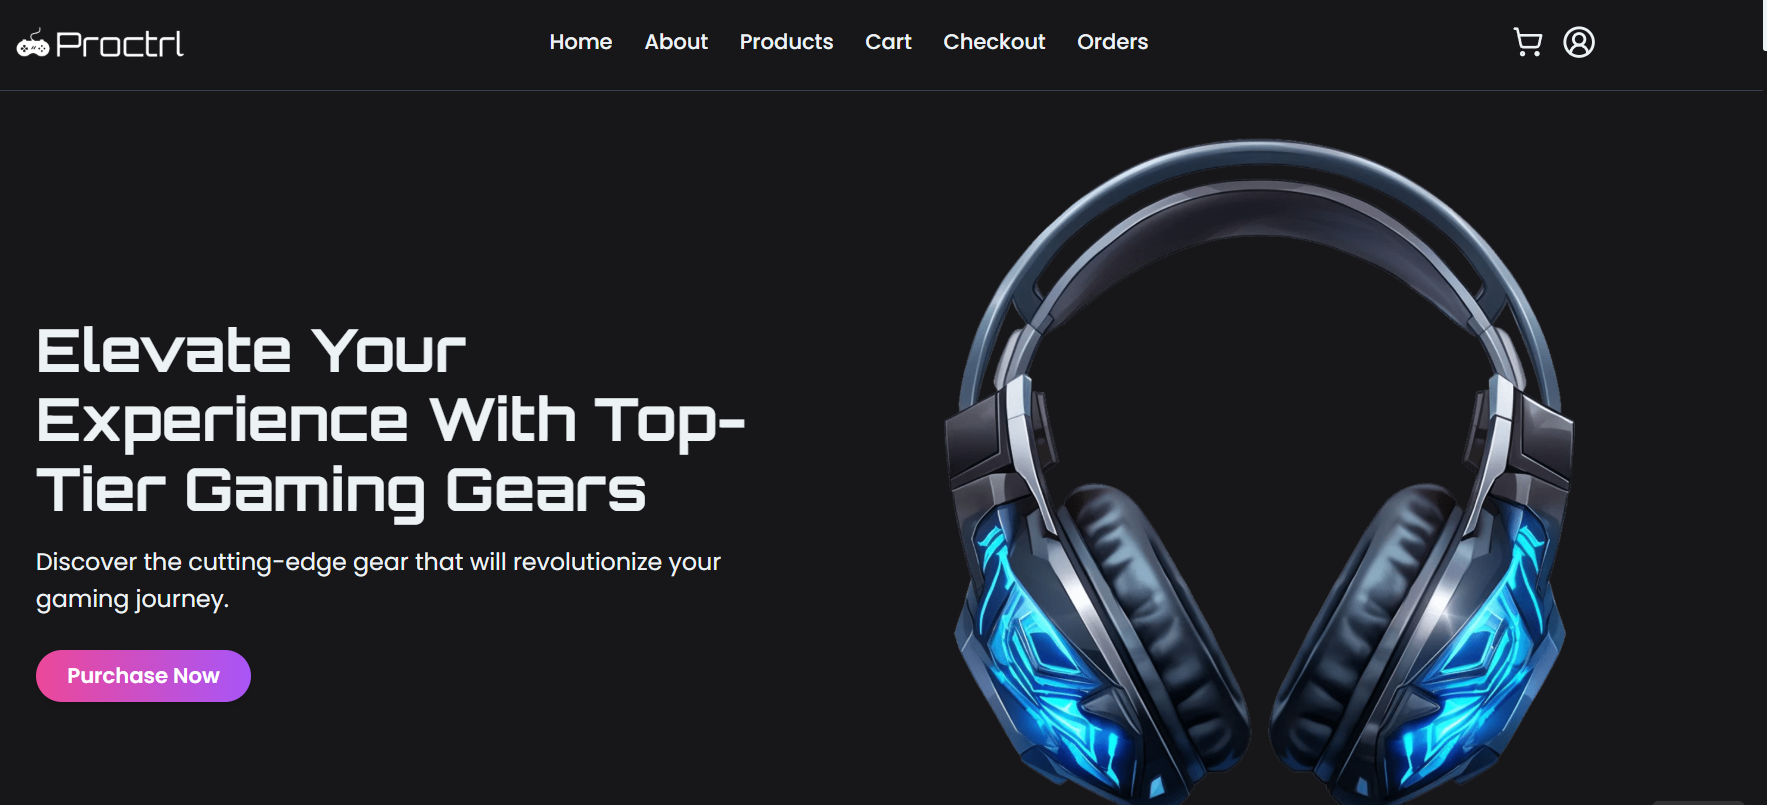 Proctrl
Home About Products Cart Checkout Orders
Elevate Your
Experience With Top-
Tier Gaming Gears
Discover the cutting-edge gear that will revolutionize your
gaming journey.
Purchase Now